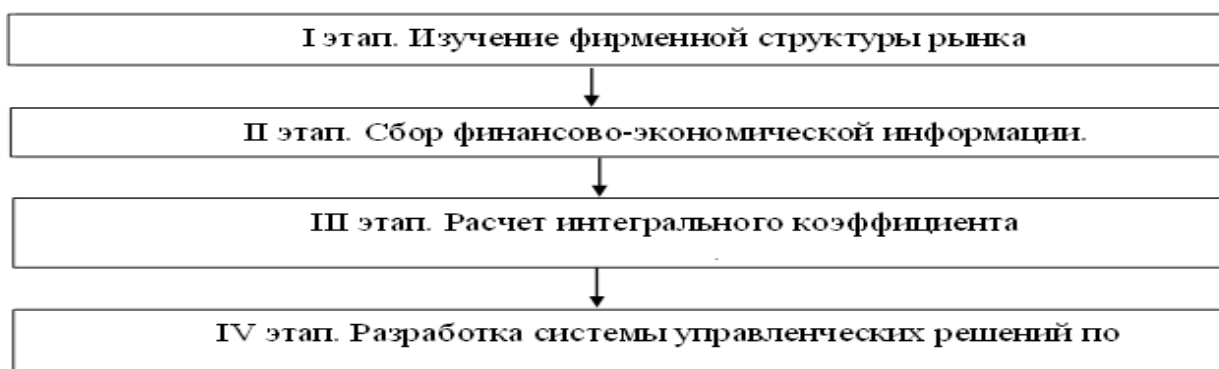 I этап. Изучение фирменной структуры рынка
II этап. Сбор финансово-экономической информации.
III этап. Расчет интегрального коэффициента
IV этап. Разработка системы управленческих решений по